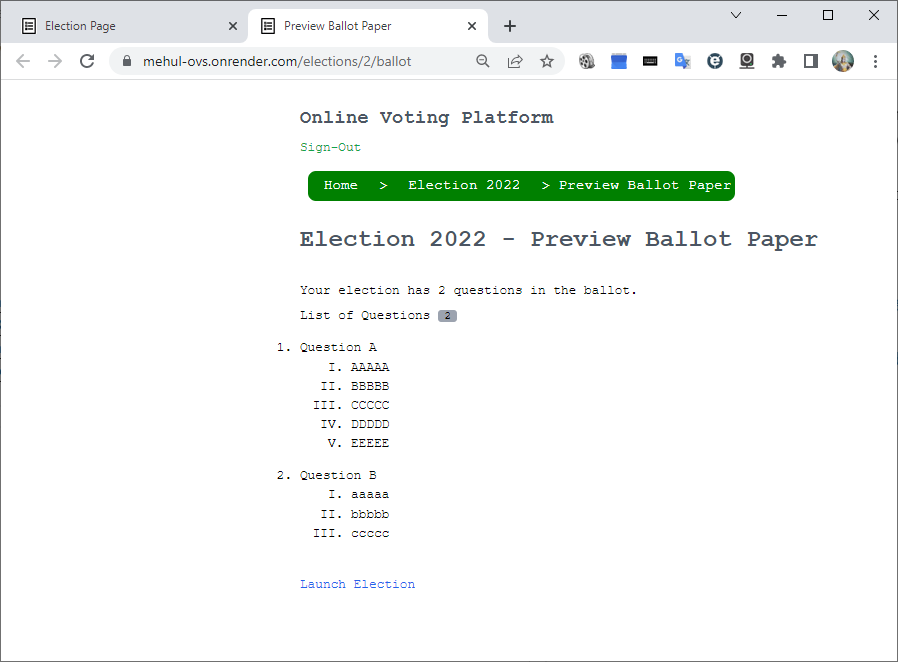 Election Page
Preview Ballot Paper
mehul-ovs.onrender.com/elections/2/ballot
Online Voting Platform
Sign-Out
Home > Election 2022 > Preview Ballot Paper
Election 2022 - Preview Ballot Paper
Your election has 2 questions in the ballot.
List of Questions 2
1. Question A
I. AAAAA
II. BBBBB
III. CCCCC
IV. DDDDD
V. EEEEE
2. Question B
I. aaaaa
II. bbbbb
III. ccccc
Launch Election